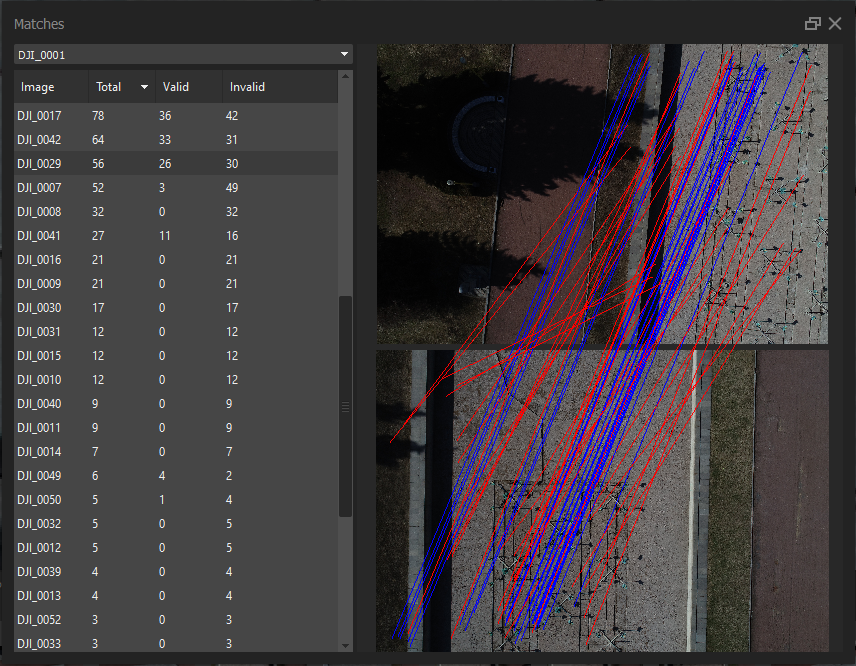 Matches
DJI_0001
Image Total Valid Invalid
DJI_0017 78 36 42
DJI_0042 64 33 31
DJI_0029 56 26 30
DJI_0007 52 3 49
DJI_0008 32 0 32
DJI_0041 27 11 16
DJI_0016 21 0 21
DJI_0009 21 0 21
DJI_0030 17 0 17
DJI_0031 12 0 12
DJI_0015 12 0 12
DJI_0010 12 0 12
DJI_0040 9 0 9
DJI_0011 9 0 9
DJI_0014 7 0 7
DJI_0049 6 4 2
DJI_0050 5 1 4
DJI_0032 5 0 5
DJI_0012 5 0 5
DJI_0039 4 0 4
DJI_0013 4 0 4
DJI_0052 3 0 3
DJI_0033 3 0 3